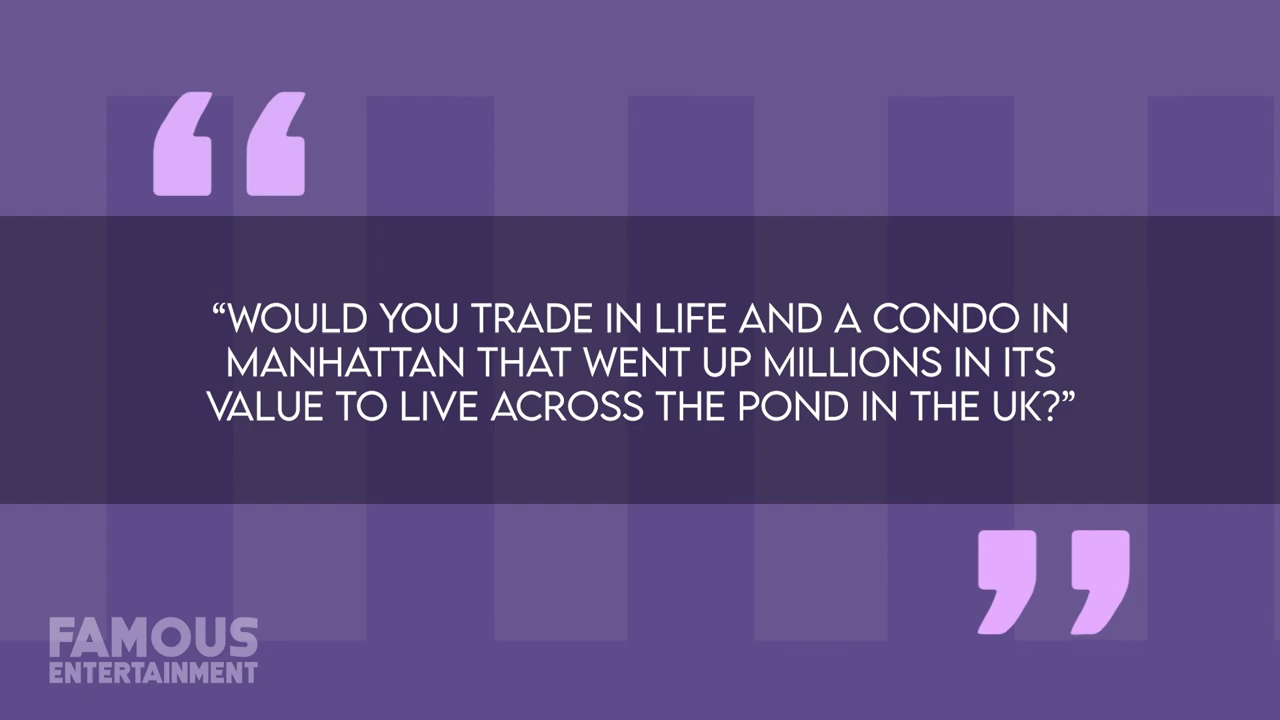 “WOULD YOU TRADE IN LIFE AND A CONDO IN
MANHATTAN THAT WENT UP MILLIONS IN ITS
VALUE TO LIVE ACROSS THE POND IN THE UK?”
FAMOUS
ENTERTAINMENT